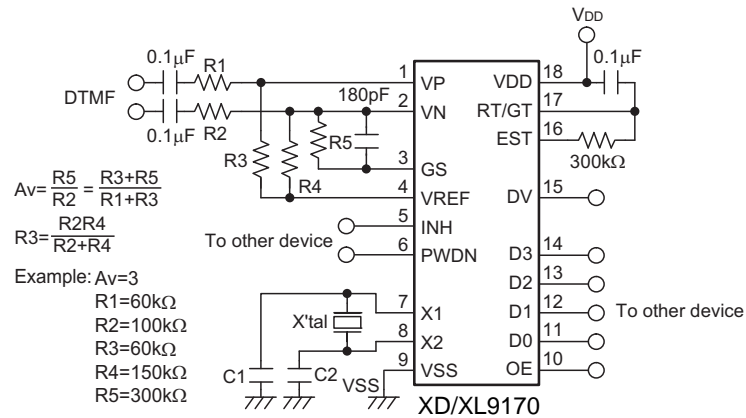 VDD
0.1μF
R1
DTMF
0.1μF
R2
180pF
R5
R3
R4
1 VP
2 VN
3 GS
4 VREF
5 INH
6 PWDN
7 X1
8 X2
9 VSS
VDD 18
RT/GT 17
EST 16
DV 15
D3 14
D2 13
D1 12
D0 11
OE 10
0.1μF
300kΩ
To other device
To other device
Av=R5/R2 = R3+R5/R1+R3
R3=R2R4/R2+R4
Example: Av=3
R1=60kΩ
R2=100kΩ
R3=60kΩ
R4=150kΩ
R5=300kΩ
X'tal
C1
C2
VSS
XD/XL9170